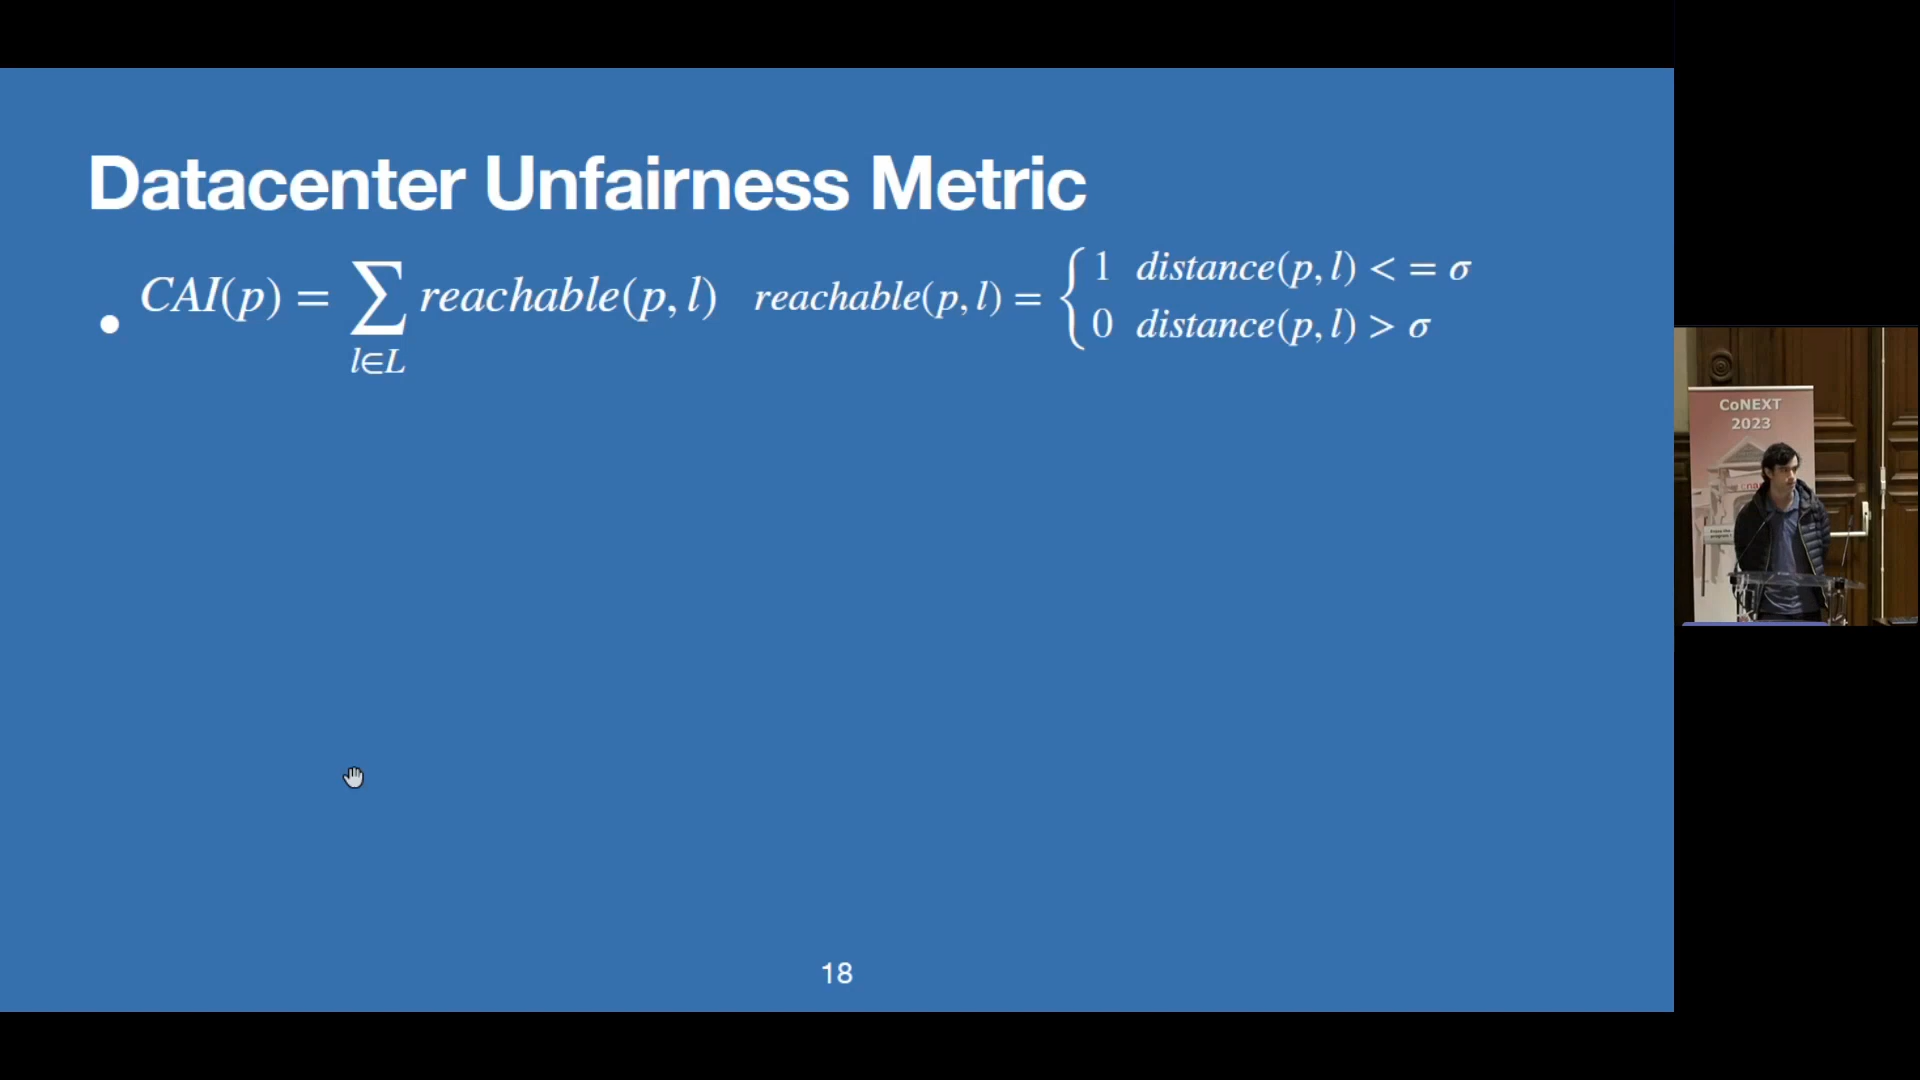 Datacenter Unfairness Metric
• CAI(p) = ∑ reachable(p, l) reachable(p, l) = { 1 distance(p, l) < = σ
l∈L
0 distance(p, l) > σ
18
CoNEXT
2023